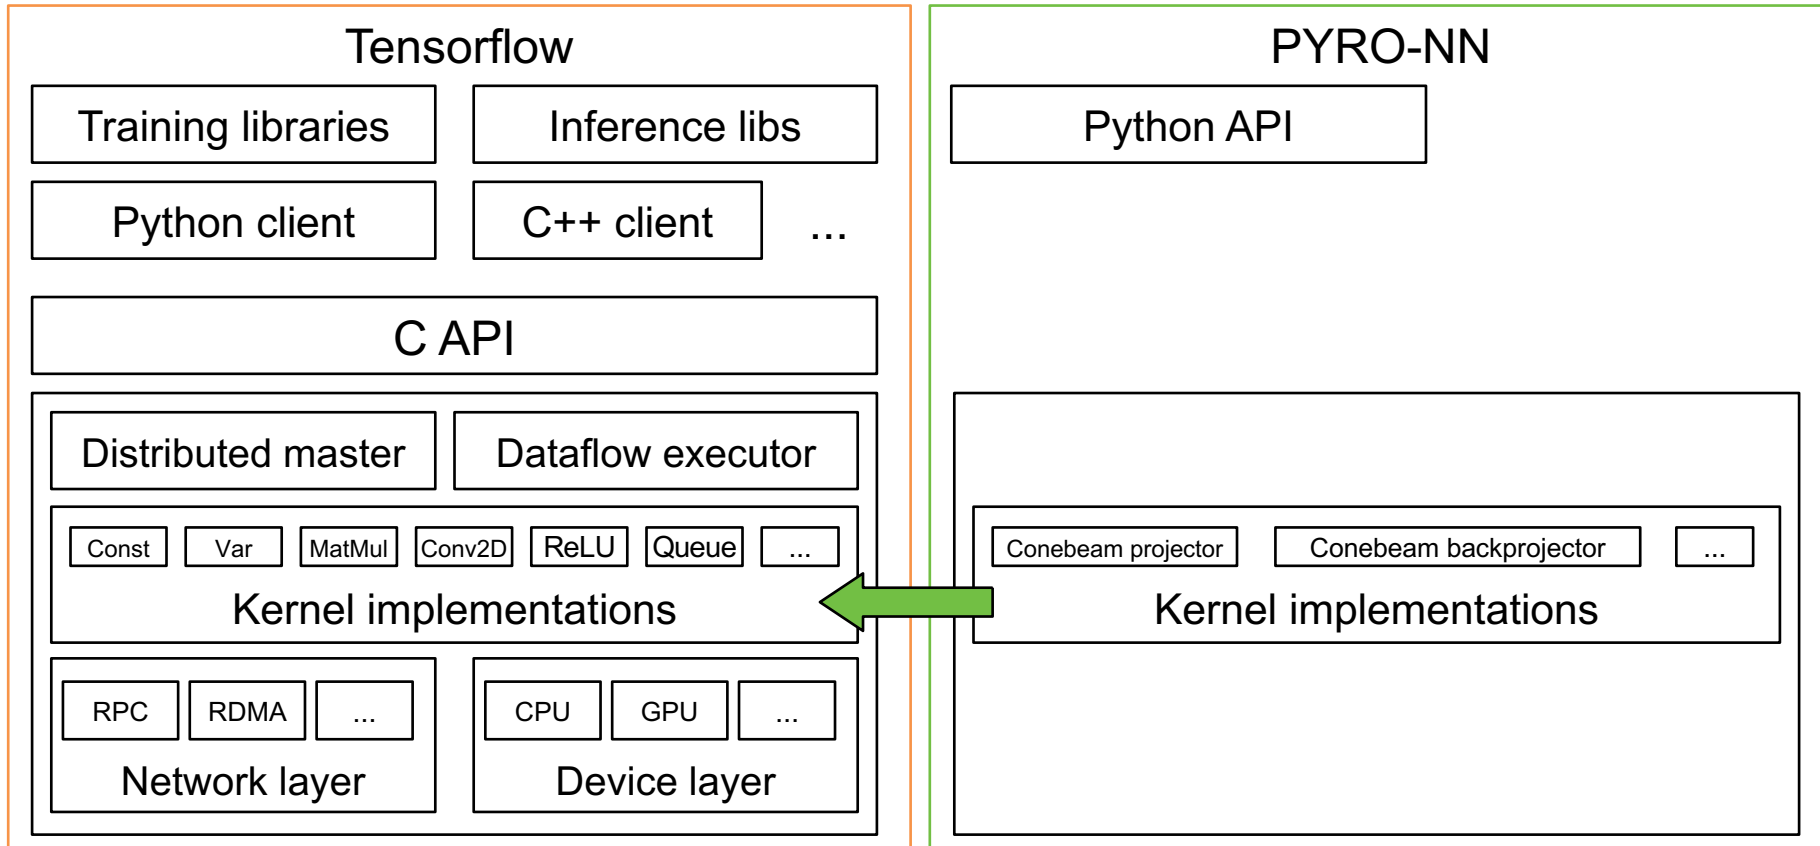 Tensorflow
Training libraries
Inference libs
Python client
C++ client
...
C API
Distributed master
Dataflow executor
Const
Var
MatMul
Conv2D
ReLU
Queue
...
Kernel implementations
RPC
RDMA
...
Network layer
CPU
GPU
...
Device layer
PYRO-NN
Python API
Conebeam projector
Conebeam backprojector
...
Kernel implementations